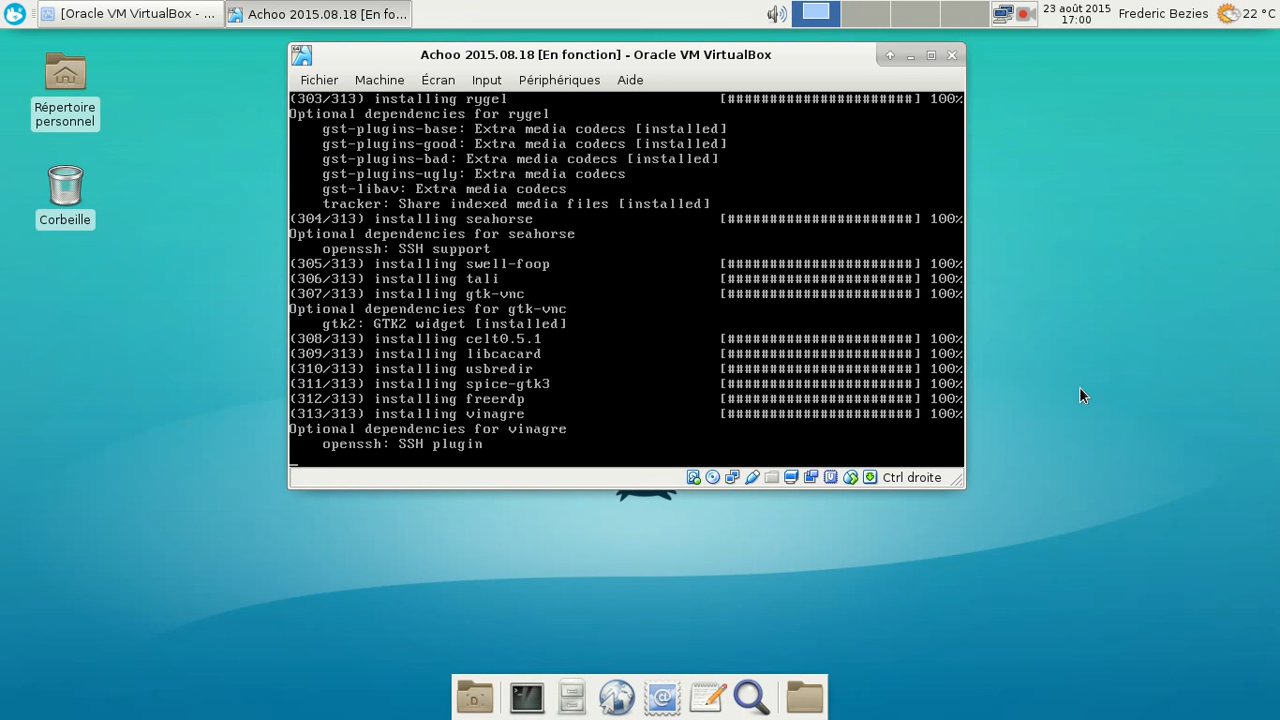 [Oracle VM VirtualBox - ...
Achoo 2015.08.18 [En fo...
23 août 2015
17:00
Frederic Bezies
22 °C
Répertoire
personnel
Corbeille
Achoo 2015.08.18 [En fonction] - Oracle VM VirtualBox
Fichier Machine Écran Input Périphériques Aide
(303/313) installing rygel [######################] 100%
Optional dependencies for rygel
gst-plugins-base: Extra media codecs [installed]
gst-plugins-good: Extra media codecs [installed]
gst-plugins-bad: Extra media codecs [installed]
gst-plugins-ugly: Extra media codecs
gst-libav: Extra media codecs
tracker: Share indexed media files [installed]
(304/313) installing seahorse [######################] 100%
Optional dependencies for seahorse
openssh: SSH support
(305/313) installing swell-foop [######################] 100%
(306/313) installing tali [######################] 100%
(307/313) installing gtk-vnc [######################] 100%
Optional dependencies for gtk-vnc
gtk2: GTK2 widget [installed]
(308/313) installing celt0.5.1 [######################] 100%
(309/313) installing libcacard [######################] 100%
(310/313) installing usbredir [######################] 100%
(311/313) installing spice-gtk3 [######################] 100%
(312/313) installing freerdp [######################] 100%
(313/313) installing vinagre [######################] 100%
Optional dependencies for vinagre
openssh: SSH plugin
Ctrl droite